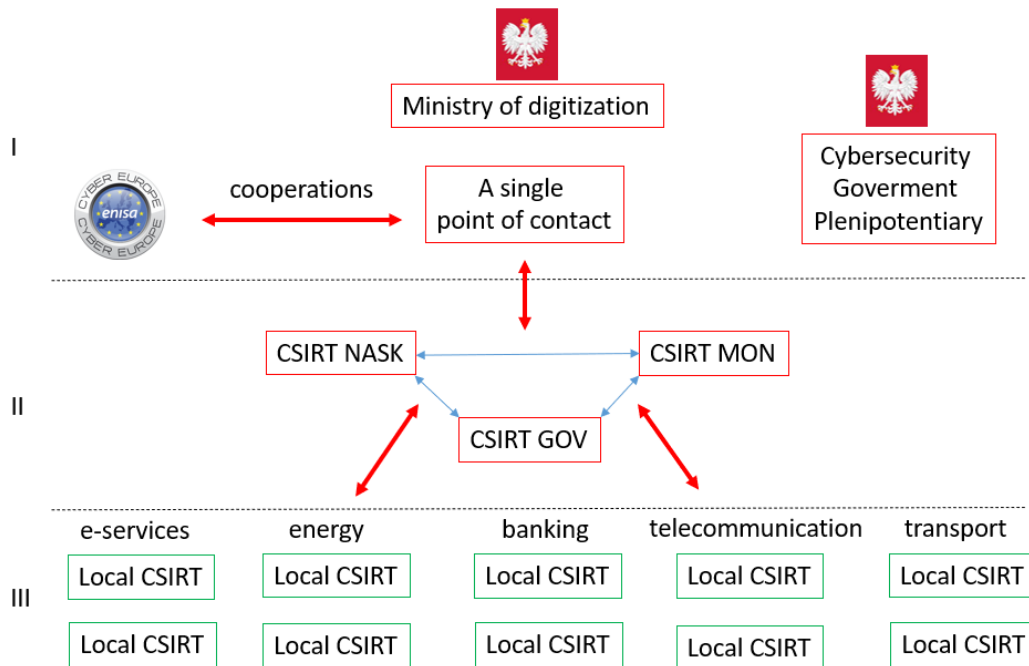 Ministry of digitization
I
Cybersecurity
Goverment
Plenipotentiary
CYBER EUROPE
enisa
CYBER EUROPE
cooperations
A single
point of contact
CSIRT NASK
CSIRT MON
II
CSIRT GOV
e-services energy banking telecommunication transport
Local CSIRT Local CSIRT Local CSIRT Local CSIRT Local CSIRT
III
Local CSIRT Local CSIRT Local CSIRT Local CSIRT Local CSIRT